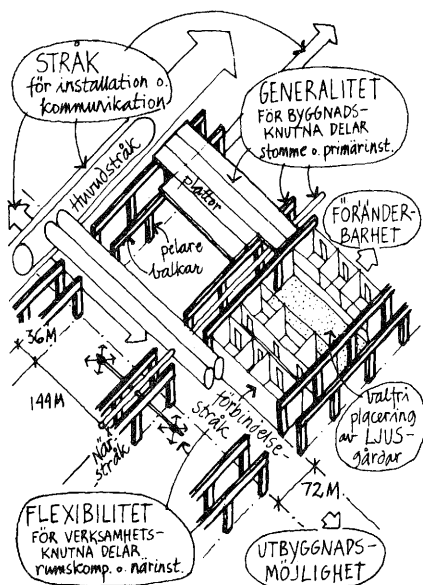 STRÅK
för installation o.
kommunikation
GENERALITET
FÖR BYGGNADS-
KNUTNA DELAR
stomme o. primärinst.
Huvudstråk
plattor
pelare
balkar
FÖRÄNDER-
BARHET
36M
144M
När
stråk
förbindelse-
stråk
valfri
placering
av LJUS-
gårdar
72M
FLEXIBILITET
FÖR VERKSAMHETS-
KNUTNA DELAR
rumskomp. o. närinst.
UTBYGGNADS-
MÖJLIGHET